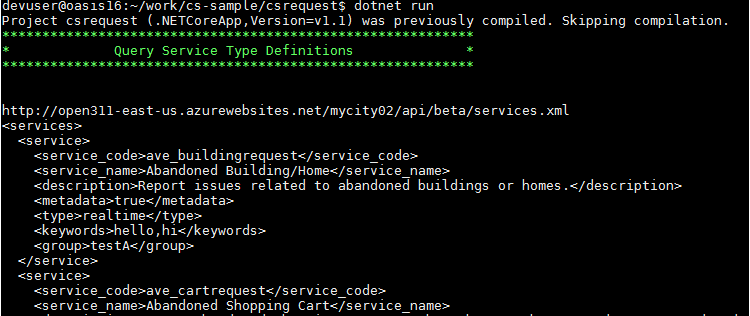 devuser@oasis16:~/work/cs-sample/csrequest$ dotnet run
Project csrequest (.NETCoreApp,Version=v1.1) was previously compiled. Skipping compilation.
***********************************************************
*             Query Service Type Definitions              *
***********************************************************
http://open311-east-us.azurewebsites.net/mycity02/api/beta/services.xml
<services>
  <service>
    <service_code>ave_buildingrequest</service_code>
    <service_name>Abandoned Building/Home</service_name>
    <description>Report issues related to abandoned buildings or homes.</description>
    <metadata>true</metadata>
    <type>realtime</type>
    <keywords>hello,hi</keywords>
    <group>testA</group>
  </service>
  <service>
    <service_code>ave_cartrequest</service_code>
    <service_name>Abandoned Shopping Cart</service_name>